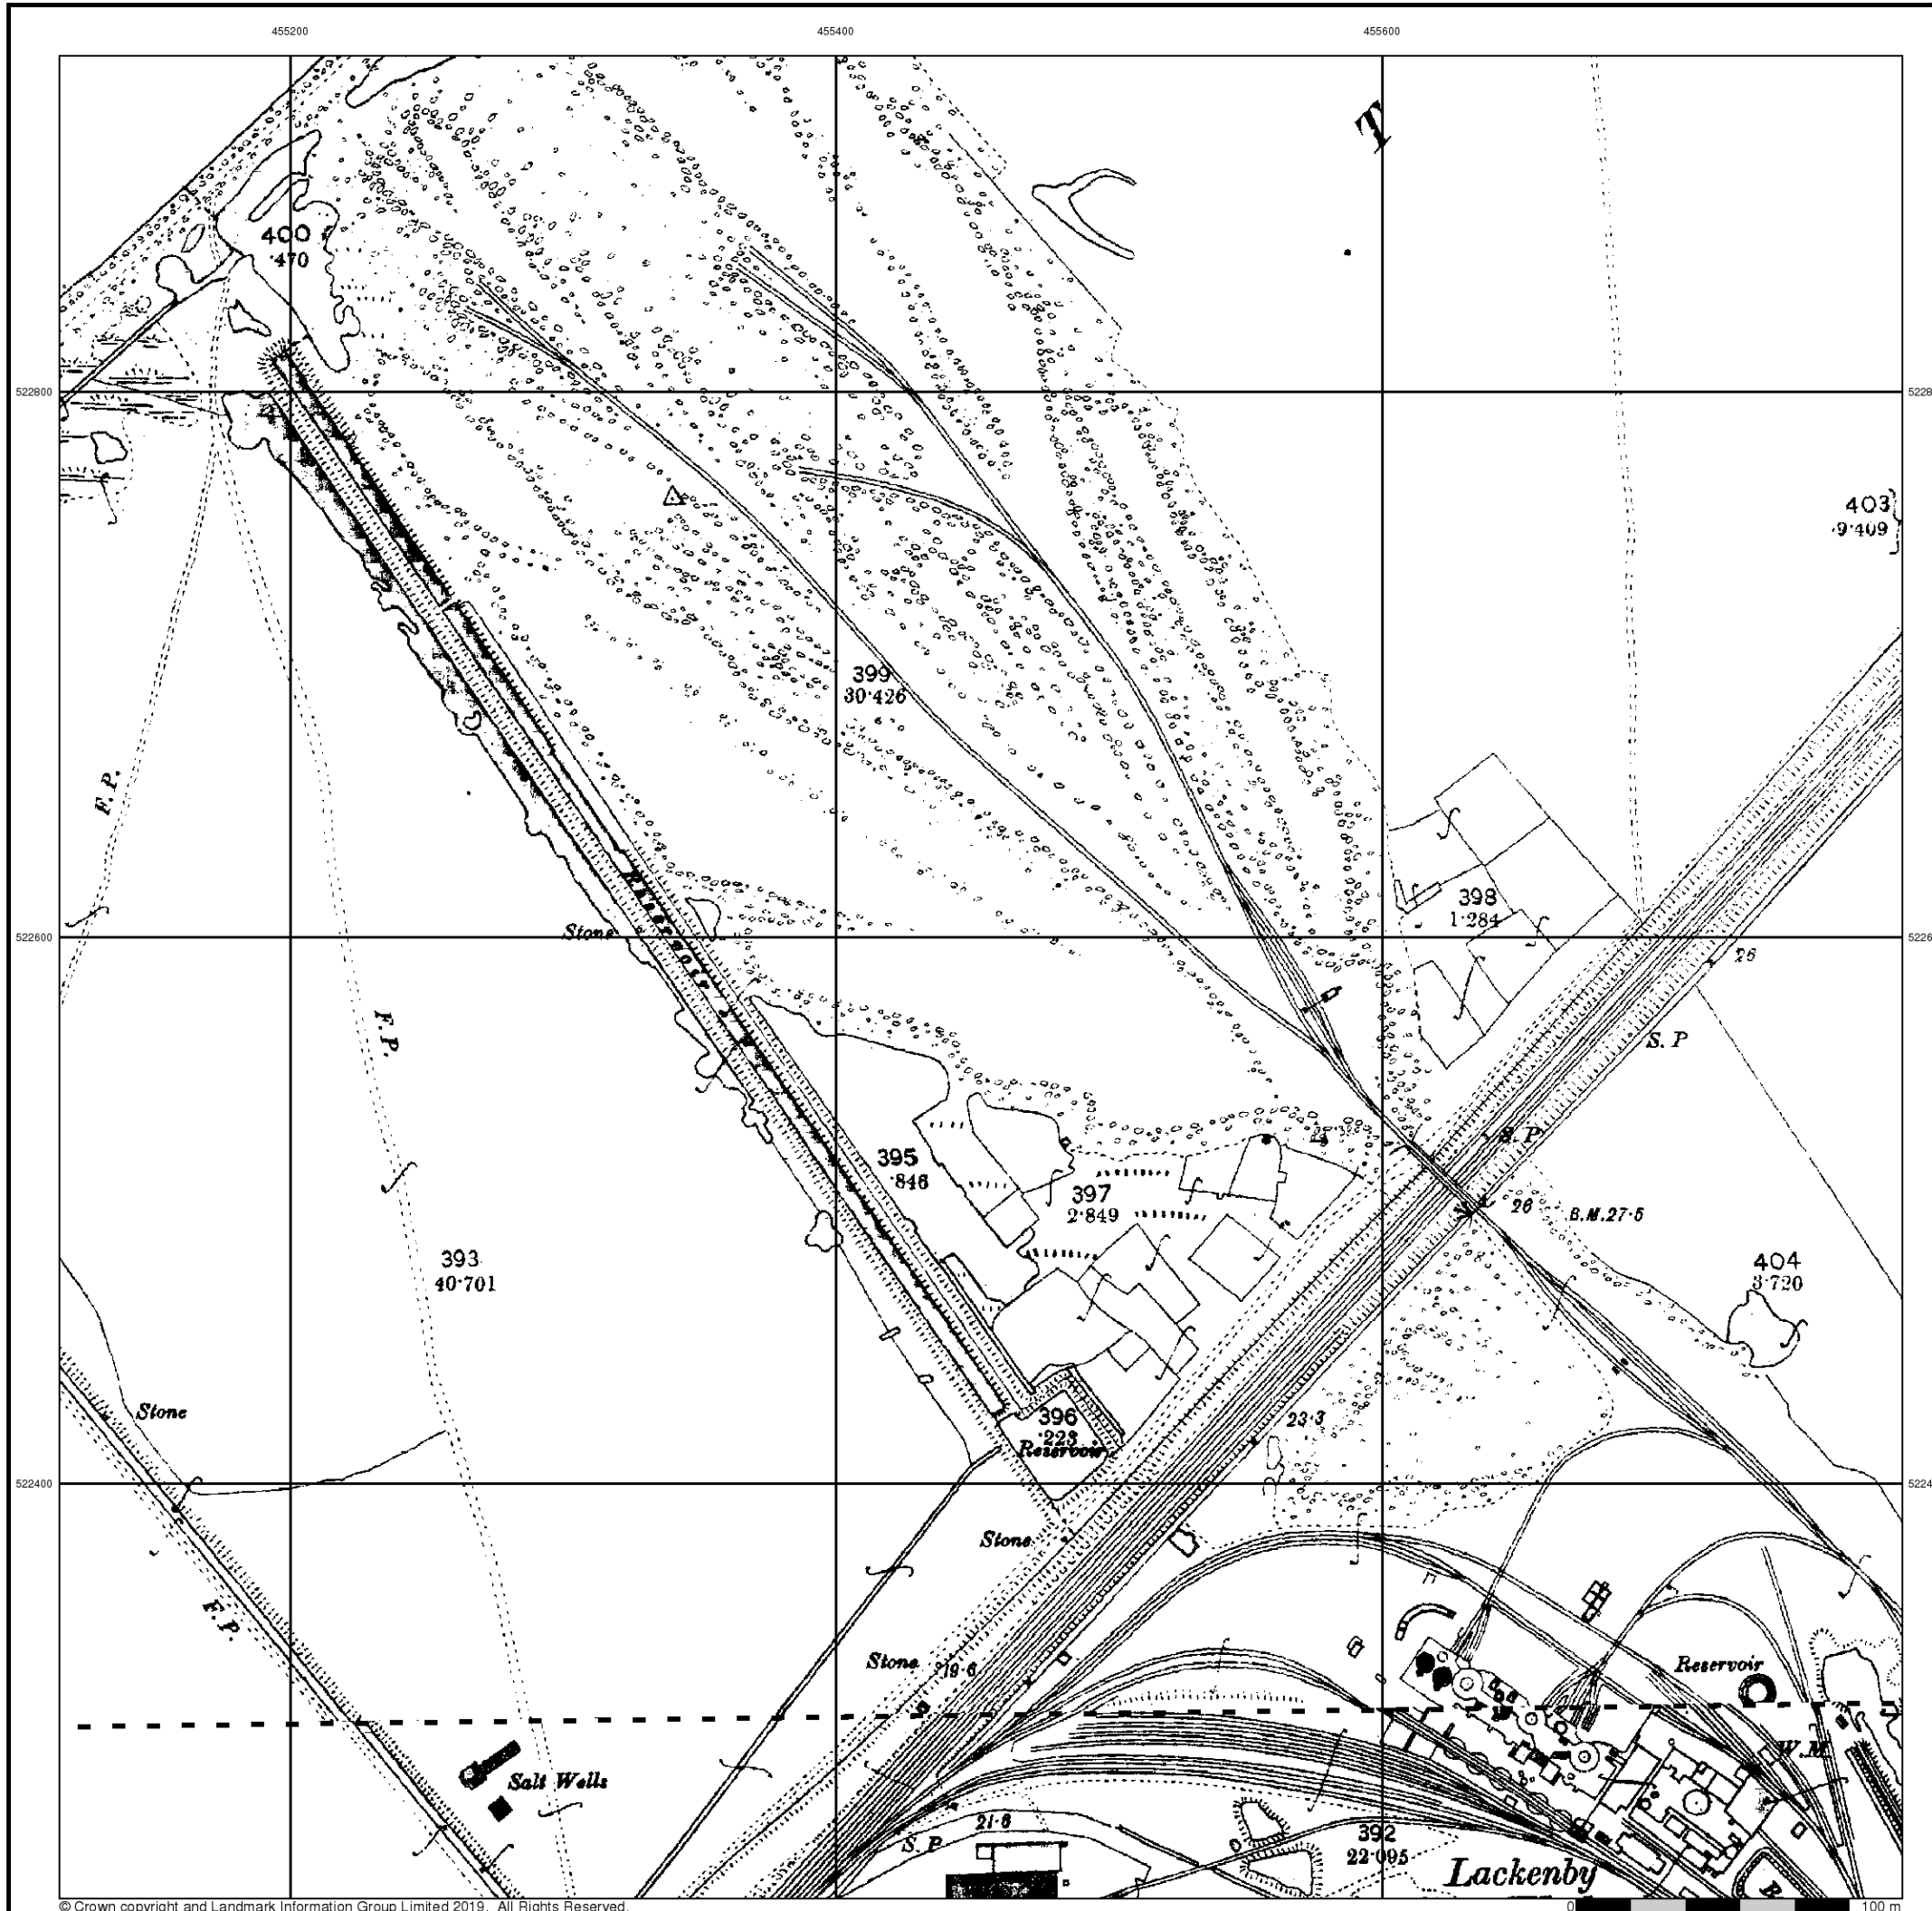 455200
455400
455600
T
400
·470
522800
5228
403
9·409
399
30·426
F. P.
398
1·284
Stone
522600
5226
26
F. P.
S. P
S. P
395
·846
397
2·849
26
B.M. 27·5
393
40·701
404
3·720
Stone
396
·223
Reservoir
23·3
522400
5224
Stone
F. P.
Stone
19·6
Reservoir
W. M
Salt Wells
21·6
S. P
392
22·095
Lackenby
© Crown copyright and Landmark Information Group Limited 2019. All Rights Reserved.
0
100 m